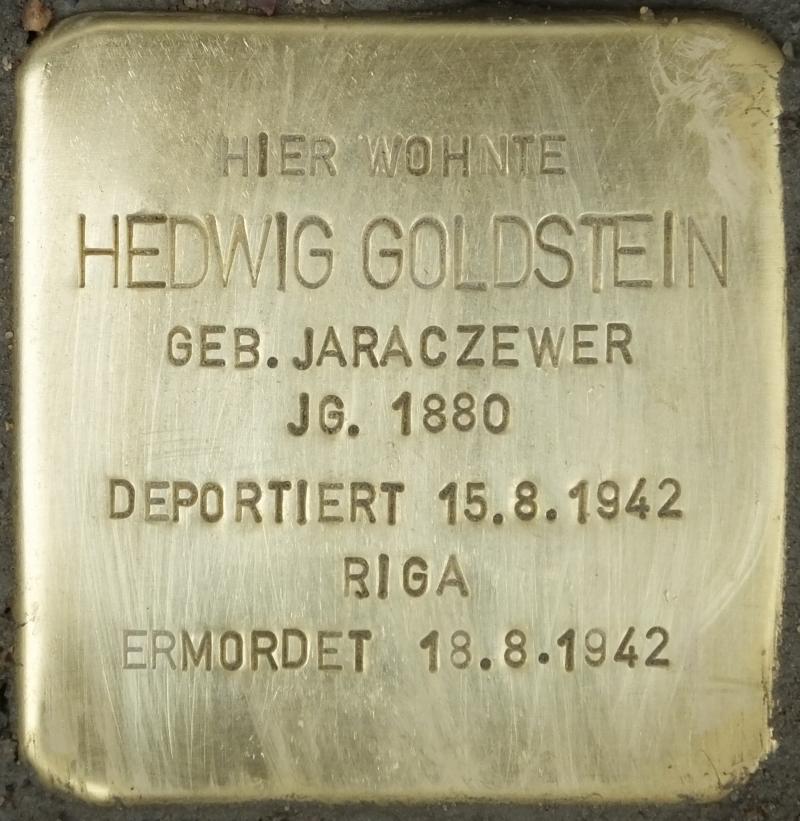 HIER WOHNTE
HEDWIG GOLDSTEIN
GEB. JARACZEWER
JG. 1880
DEPORTIERT 15.8.1942
RIGA
ERMORDET 18.8.1942